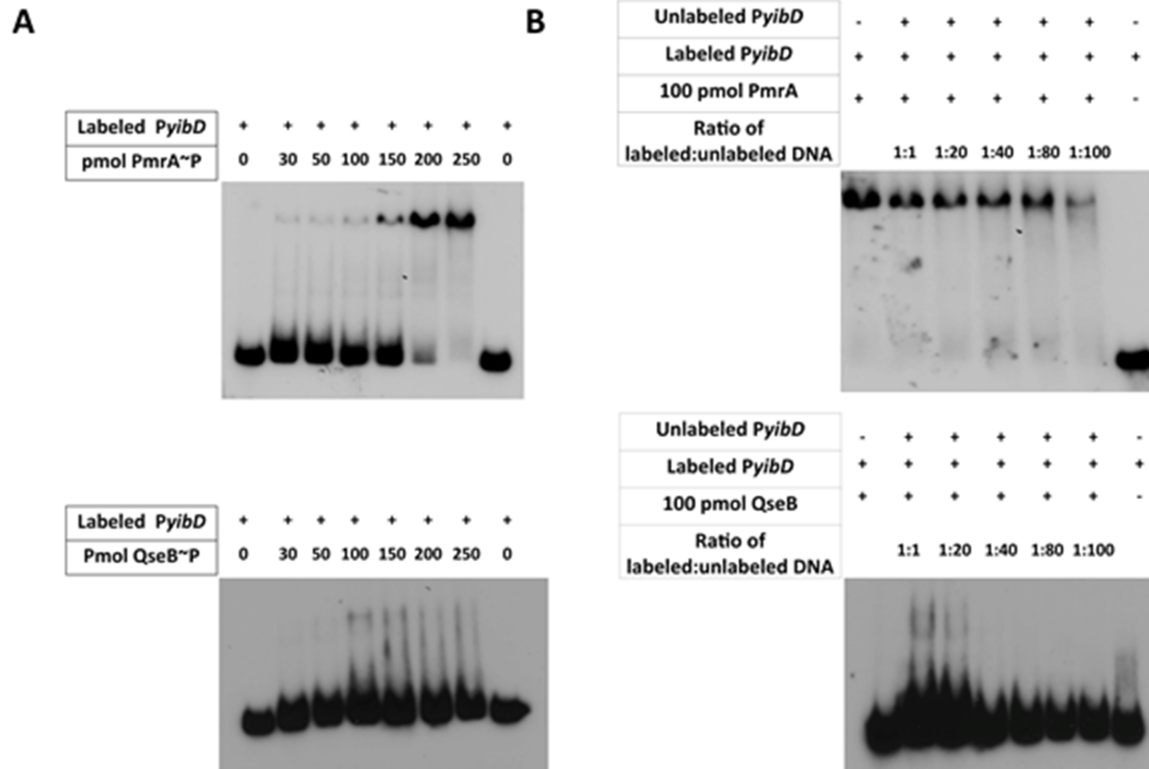 A
Labeled PyibD + + + + + + + +
pmol PmrA~P 0 30 50 100 150 200 250 0
Labeled PyibD + + + + + + + +
Pmol QseB~P 0 30 50 100 150 200 250 0
B
Unlabeled PyibD - + + + + + -
Labeled PyibD + + + + + + +
100 pmol PmrA + + + + + + -
Ratio of
labeled:unlabeled DNA 1:1 1:20 1:40 1:80 1:100
Unlabeled PyibD - + + + + + -
Labeled PyibD + + + + + + +
100 pmol QseB + + + + + + -
Ratio of
labeled:unlabeled DNA 1:1 1:20 1:40 1:80 1:100